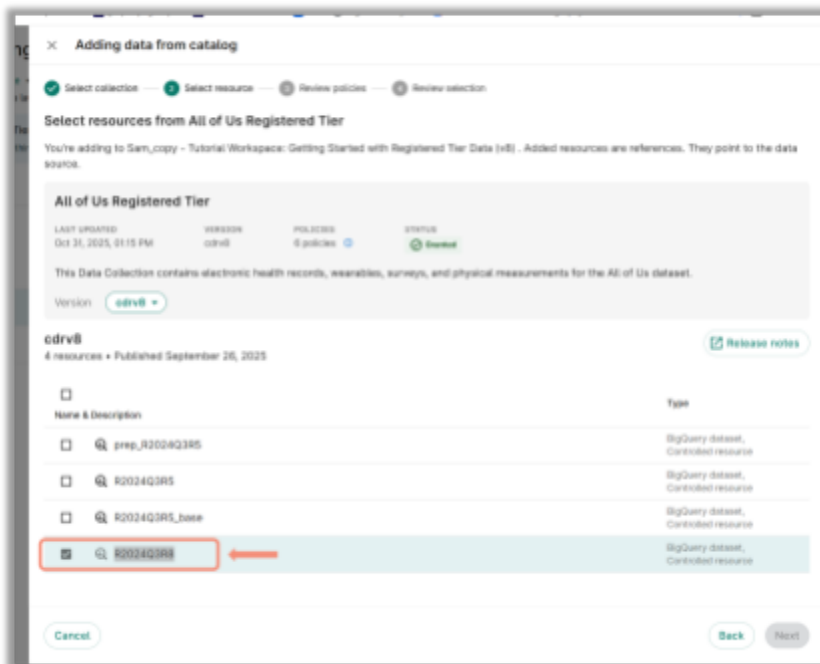 Adding data from catalog
Select collection
2 Select resource
3 Review policies
4 Review selection
Select resources from All of Us Registered Tier
You're adding to Sam_copy - Tutorial Workspace: Getting Started with Registered Tier Data (v8) . Added resources are references. They point to the data
source.
All of Us Registered Tier
LAST UPDATED VERSION POLICIES STATUS
Oct 31, 2025, 01:15 PM cdrv8 6 policies Granted
This Data Collection contains electronic health records, wearables, surveys, and physical measurements for the All of Us dataset.
Version cdrv8
cdrv8
Release notes
4 resources • Published September 26, 2025
Type
Name & Description
prep_R2024Q3R5 BigQuery dataset,
Controlled resource
R2024Q3R5 BigQuery dataset,
Controlled resource
R2024Q3R5_base BigQuery dataset,
Controlled resource
R2024Q3R8 BigQuery dataset,
Controlled resource
Cancel Back Next